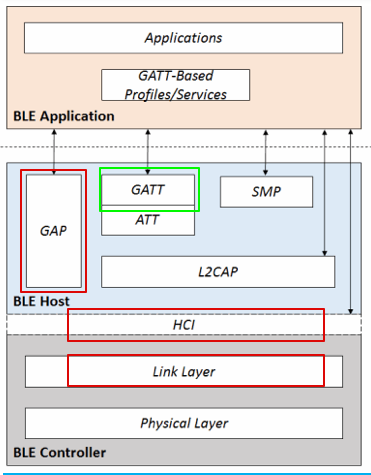 Applications
GATT-Based
Profiles/Services
BLE Application
GAP
GATT
SMP
ATT
L2CAP
BLE Host
HCI
Link Layer
Physical Layer
BLE Controller